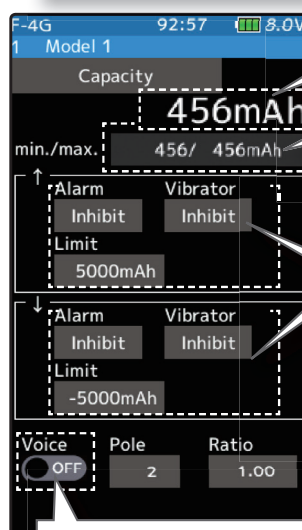 F-4G 92:57 8.0V
1 Model 1
Capacity
456mAh
min./max. 456/ 456mAh
↑ Alarm Vibrator
Inhibit Inhibit
Limit
5000mAh
↓ Alarm Vibrator
Inhibit Inhibit
Limit
-5000mAh
Voice Pole Ratio
OFF 2 1.00